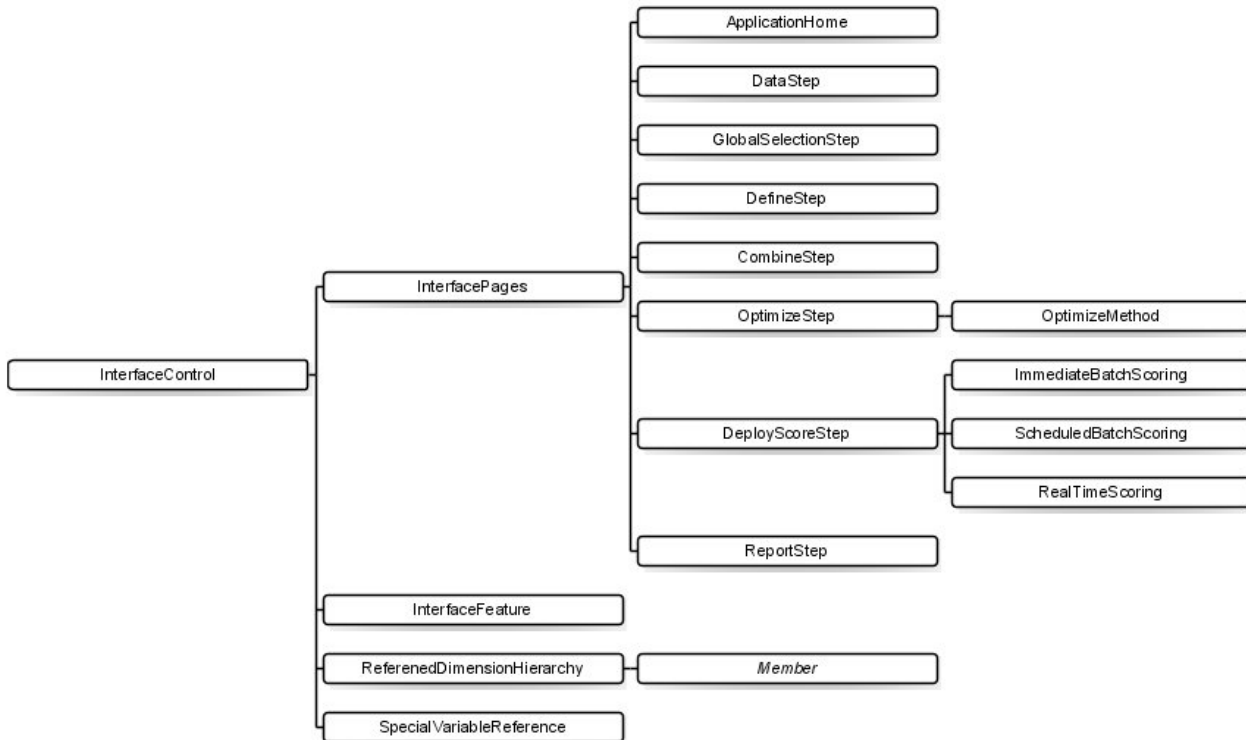 ApplicationHome
DataStep
GlobalSelectionStep
DefineStep
CombineStep
InterfacePages
OptimizeStep
OptimizeMethod
InterfaceControl
ImmediateBatchScoring
DeployScoreStep
ScheduledBatchScoring
RealTimeScoring
ReportStep
InterfaceFeature
ReferenedDimensionHierarchy
Member
SpecialVariableReference